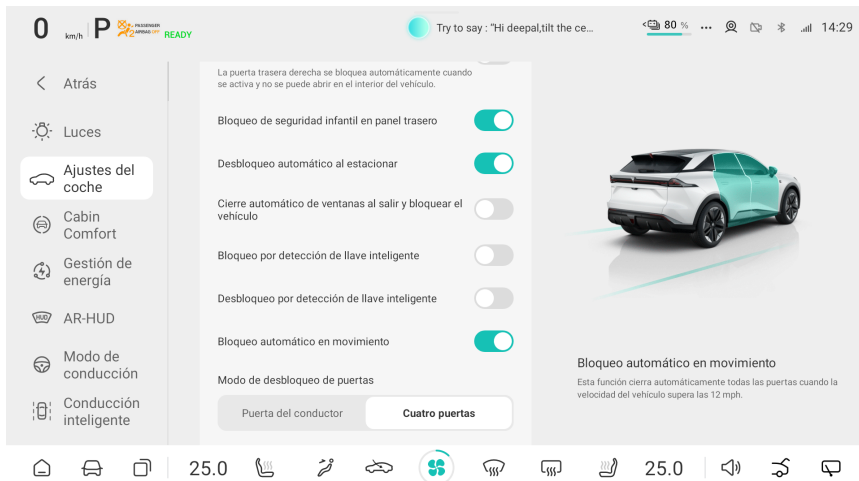 0 km/h P PASSENGER AIRBAG OFF READY
Try to say : "Hi deepal,tilt the ce...
80 % ... 14:29
Atrás
Luces
Ajustes del
coche
Cabin
Comfort
Gestión de
energía
HUD AR-HUD
Modo de
conducción
Conducción
inteligente
La puerta trasera derecha se bloquea automáticamente cuando
se activa y no se puede abrir en el interior del vehículo.
Bloqueo de seguridad infantil en panel trasero
Desbloqueo automático al estacionar
Cierre automático de ventanas al salir y bloquear el
vehículo
Bloqueo por detección de llave inteligente
Desbloqueo por detección de llave inteligente
Bloqueo automático en movimiento
Modo de desbloqueo de puertas
Puerta del conductor Cuatro puertas
Bloqueo automático en movimiento
Esta función cierra automáticamente todas las puertas cuando la
velocidad del vehículo supera las 12 mph.
25.0 25.0